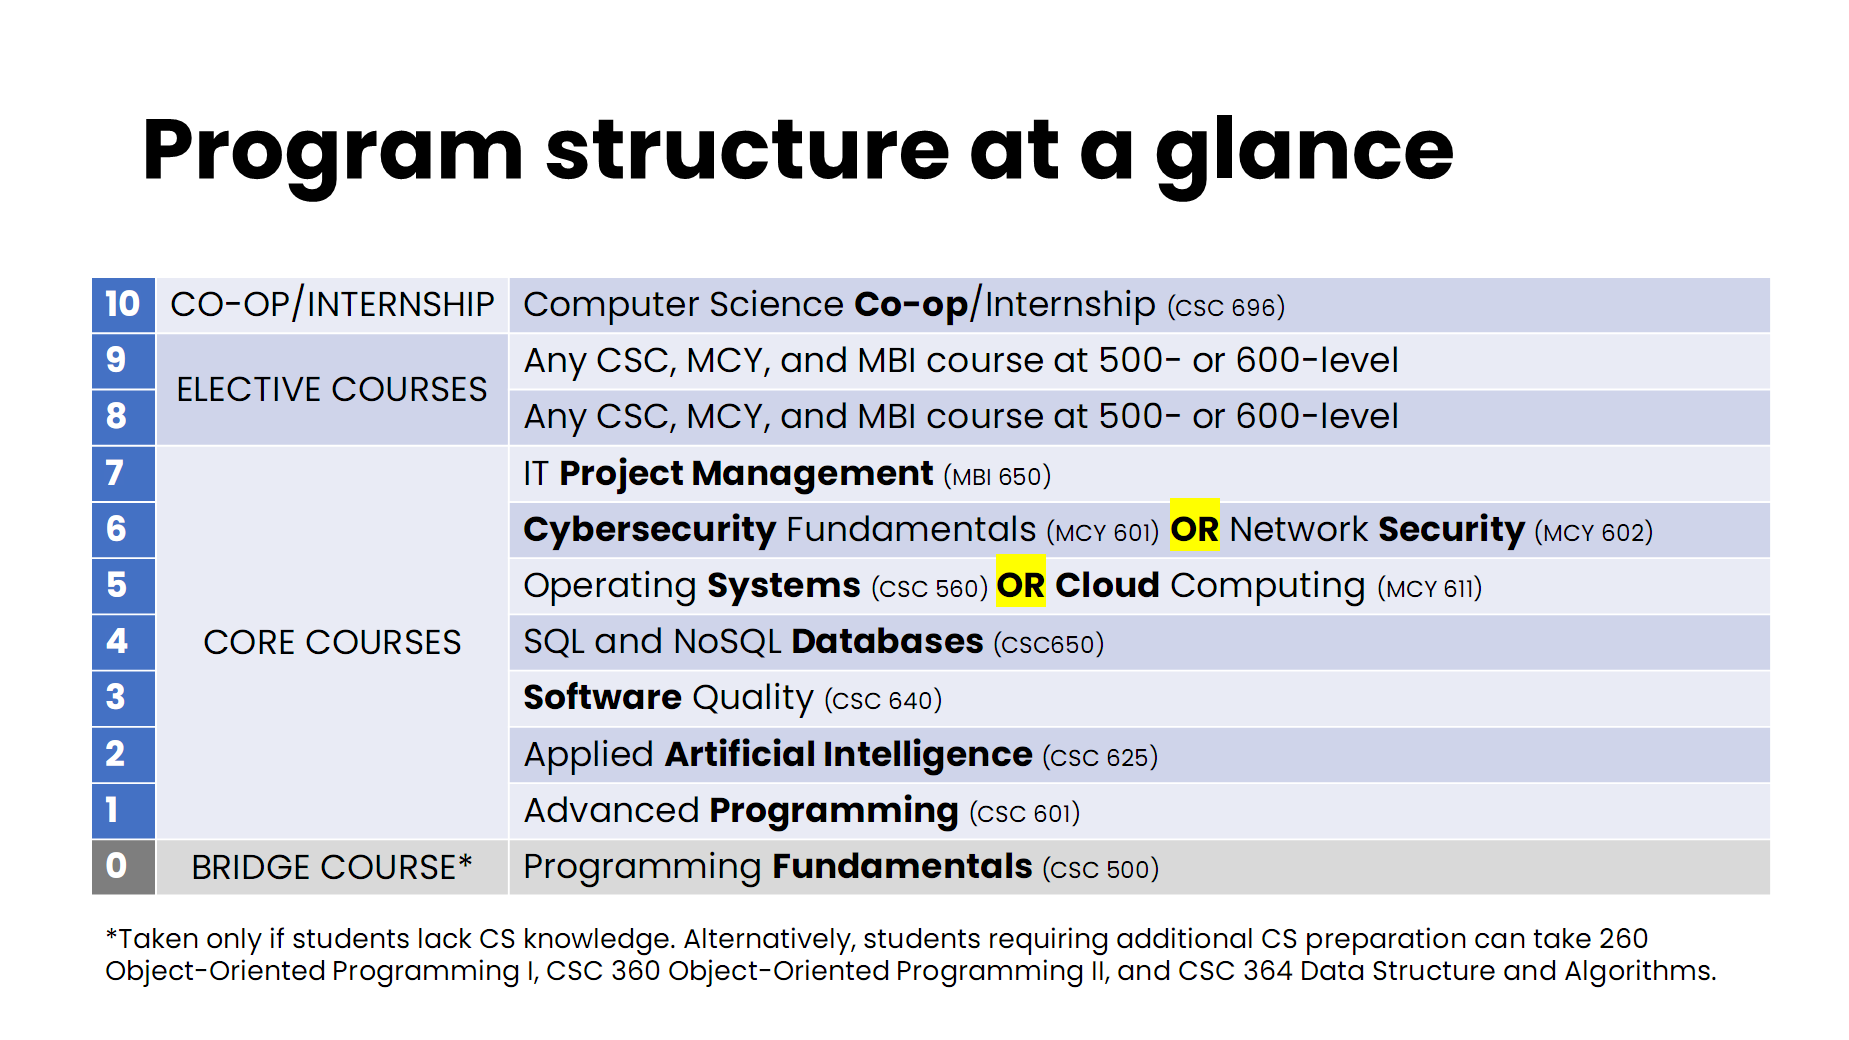 Program structure at a glance
10 CO-OP/INTERNSHIP Computer Science Co-op/Internship (CSC 696)
9 Any CSC, MCY, and MBI course at 500- or 600-level
ELECTIVE COURSES
8 Any CSC, MCY, and MBI course at 500- or 600-level
7 IT Project Management (MBI 650)
6 Cybersecurity Fundamentals (MCY 601) OR Network Security (MCY 602)
5 Operating Systems (CSC 560) OR Cloud Computing (MCY 611)
4 CORE COURSES SQL and NoSQL Databases (CSC650)
3 Software Quality (CSC 640)
2 Applied Artificial Intelligence (CSC 625)
1 Advanced Programming (CSC 601)
0 BRIDGE COURSE* Programming Fundamentals (CSC 500)
*Taken only if students lack CS knowledge. Alternatively, students requiring additional CS preparation can take 260
Object-Oriented Programming I, CSC 360 Object-Oriented Programming II, and CSC 364 Data Structure and Algorithms.